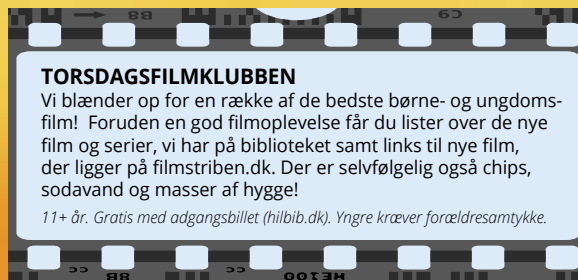 TORSDAGSFILMKLUBBEN
Vi blænder op for en række af de bedste børne- og ungdoms-
film!  Foruden en god filmoplevelse får du lister over de nye
film og serier, vi har på biblioteket samt links til nye film,
der ligger på filmstriben.dk. Der er selvfølgelig også chips,
sodavand og masser af hygge!
11+ år. Gratis med adgangsbillet (hilbib.dk). Yngre kræver forældresamtykke.